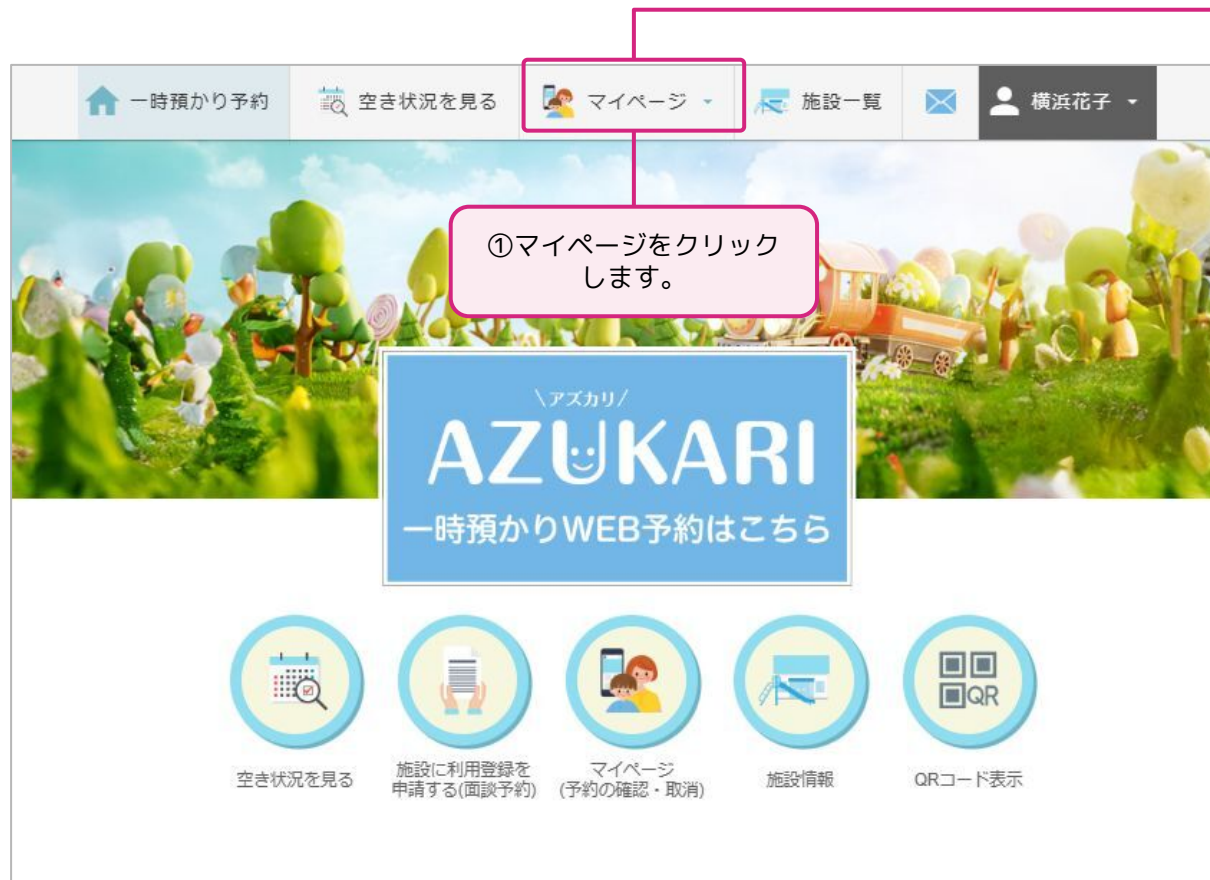 一時預かり予約
空き状況を見る
マイページ
施設一覧
横浜花子
①マイページをクリック
します。
\アズカリ/
AZUKARI
一時預かりWEB予約はこちら
QR
空き状況を見る
施設に利用登録を
申請する(面談予約)
マイページ
(予約の確認・取消)
施設情報
QRコード表示